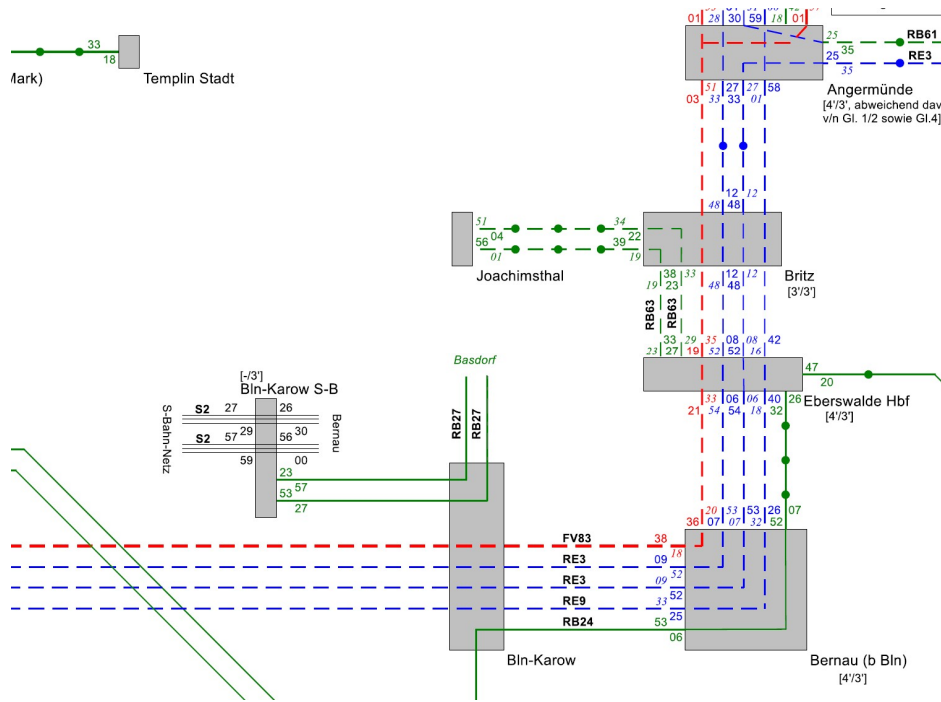 28 30 59 18 01
01
33
18
Mark)
Templin Stadt
25
35
RB61
25
35
RE3
Angermünde
[4'/3', abweichend dav
v/n Gl. 1/2 sowie Gl.4]
51 27 27 58
03 33 33 01
12 12
48 48
51
04
34
22
56
01
39
19
Joachimsthal
Britz
[3'/3']
38 33
19 23
12 12
48 48
RB63
RB63
33 29 35 08 08 42
23 27 19 52 52 16
47
20
Eberswalde Hbf
[4'/3']
26
32
33 06 06 40
21 54 54 18
Basdorf
[-/3']
Bln-Karow S-B
S-Bahn-Netz
S2 27 26
29 30
S2 57 56
59 00
Bernau
RB27
RB27
23
57
53
27
20 53 53 26 07
36 07 07 32 52
FV83 38
18
RE3 09
52
RE3 09
52
RE9 33
25
RB24 53
06
Bln-Karow
Bernau (b Bln)
[4'/3']